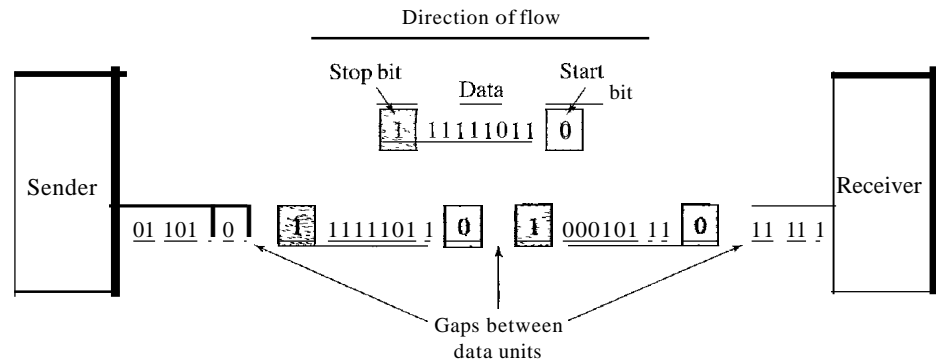 Direction of flow
Stop bit
Data
Start
bit
1 11111011 0
Sender
Receiver
01 101 0 1 1111101 1 0 1 000101 11 0 11 11 1
Gaps between
data units